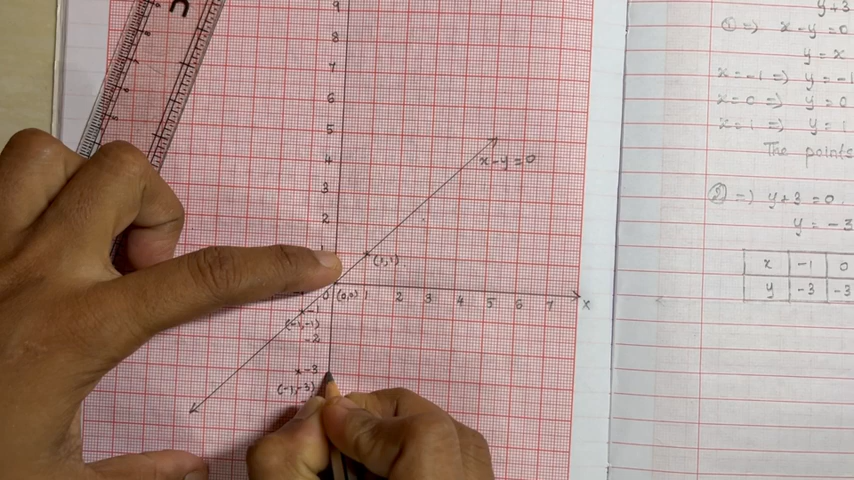 9
8
7
6
5
4
3
2
x-y=0
(1,1)
0 (0,0) 1 2 3 4 5 6 7 X
-1
(-1,-1)
-2
x -3
(-1,-3)
y+3
① => x-y=0
y=x
x=-1 => y=-1
x=0 => y=0
x=1 => y=1
The points
② => y+3=0
y=-3
x -1 0
y -3 -3